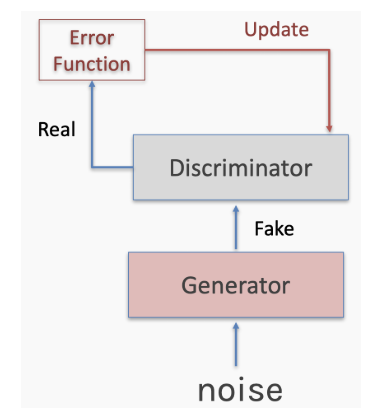 Error
Function
Update
Real
Discriminator
Fake
Generator
noise